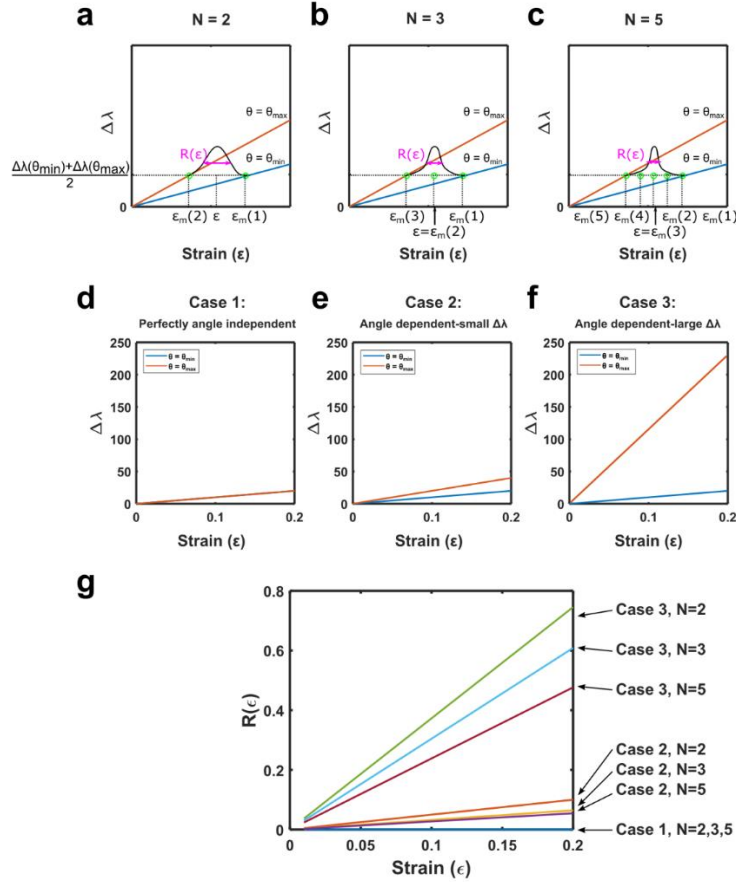 a N = 2
b N = 3
c N = 5
Δλ
θ = θmax
θ = θmin
R(ε)
Δλ(θmin)+Δλ(θmax)
2
0
εm(2) ε εm(1)
Strain (ε)
Δλ
θ = θmax
θ = θmin
R(ε)
0
εm(3) εm(1)
ε=εm(2)
Strain (ε)
Δλ
θ = θmax
θ = θmin
R(ε)
0
εm(5) εm(4) εm(2) εm(1)
ε=εm(3)
Strain (ε)
d Case 1:
Perfectly angle independent
250
200
150
100
50
0
Δλ
θ = θmin
θ = θmax
0 0.1 0.2
Strain (ε)
e Case 2:
Angle dependent-small Δλ
250
200
150
100
50
0
Δλ
θ = θmin
θ = θmax
0 0.1 0.2
Strain (ε)
f Case 3:
Angle dependent-large Δλ
250
200
150
100
50
0
Δλ
θ = θmin
θ = θmax
0 0.1 0.2
Strain (ε)
g
0.8
0.6
0.4
0.2
0
R(ϵ)
0 0.05 0.1 0.15 0.2
Strain (ϵ)
Case 3, N=2
Case 3, N=3
Case 3, N=5
Case 2, N=2
Case 2, N=3
Case 2, N=5
Case 1, N=2,3,5